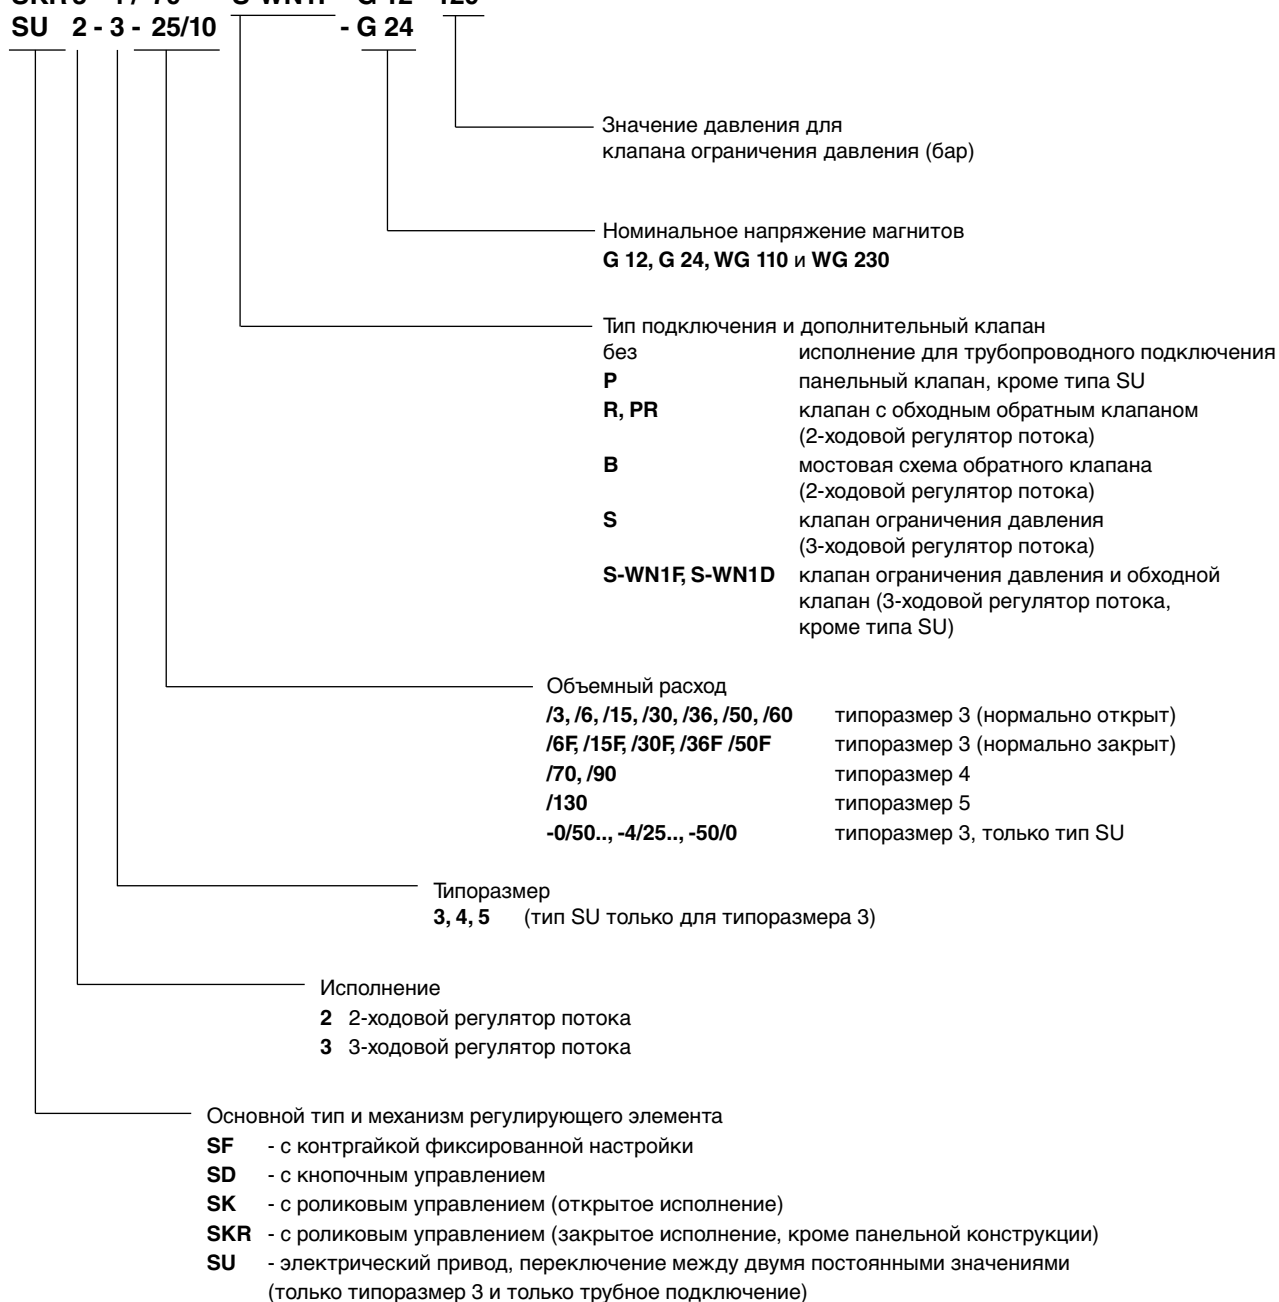 SU 2 - 3 - 25/10 - G 24
Значение давления для
клапана ограничения давления (бар)
Номинальное напряжение магнитов
G 12, G 24, WG 110 и WG 230
Тип подключения и дополнительный клапан
без исполнение для трубопроводного подключения
P панельный клапан, кроме типа SU
R, PR клапан с обходным обратным клапаном
(2-ходовой регулятор потока)
B мостовая схема обратного клапана
(2-ходовой регулятор потока)
S клапан ограничения давления
(3-ходовой регулятор потока)
S-WN1F, S-WN1D клапан ограничения давления и обходной
клапан (3-ходовой регулятор потока,
кроме типа SU)
Объемный расход
/3, /6, /15, /30, /36, /50, /60 типоразмер 3 (нормально открыт)
/6F, /15F, /30F, /36F /50F типоразмер 3 (нормально закрыт)
/70, /90 типоразмер 4
/130 типоразмер 5
-0/50.., -4/25.., -50/0 типоразмер 3, только тип SU
Типоразмер
3, 4, 5 (тип SU только для типоразмера 3)
Исполнение
2 2-ходовой регулятор потока
3 3-ходовой регулятор потока
Основной тип и механизм регулирующего элемента
SF - с контргайкой фиксированной настройки
SD - с кнопочным управлением
SK - с роликовым управлением (открытое исполнение)
SKR - с роликовым управлением (закрытое исполнение, кроме панельной конструкции)
SU - электрический привод, переключение между двумя постоянными значениями
(только типоразмер 3 и только трубное подключение)